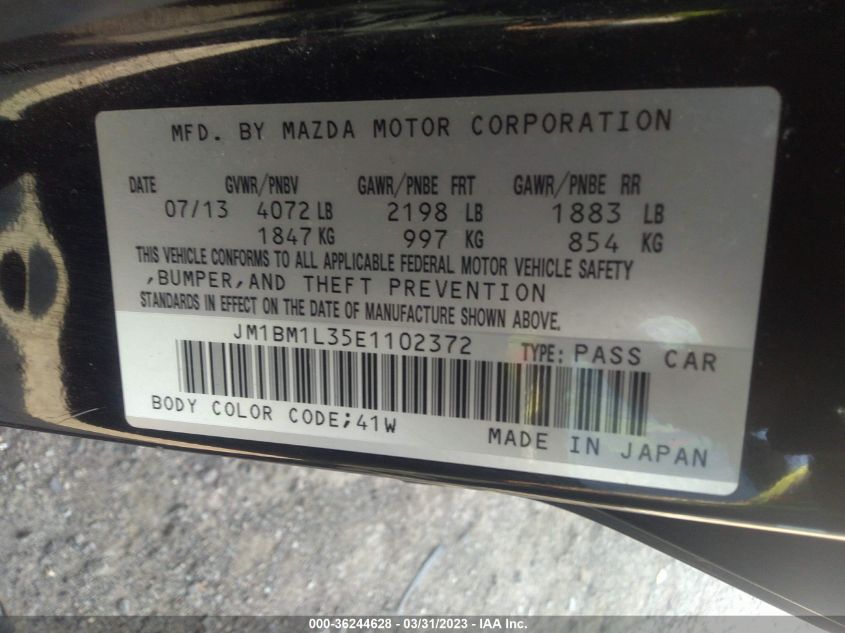 MFD. BY MAZDA MOTOR CORPORATION
DATE GVWR/PNBV GAWR/PNBE FRT GAWR/PNBE RR
07/13 4072 LB 2198 LB 1883 LB
1847 KG 997 KG 854 KG
THIS VEHICLE CONFORMS TO ALL APPLICABLE FEDERAL MOTOR VEHICLE SAFETY
,BUMPER,AND THEFT PREVENTION
STANDARDS IN EFFECT ON THE DATE OF MANUFACTURE SHOWN ABOVE.
JM1BM1L35E1102372 TYPE: PASS CAR
BODY COLOR CODE;41W MADE IN JAPAN
000-36244628 - 03/31/2023 - IAA Inc.